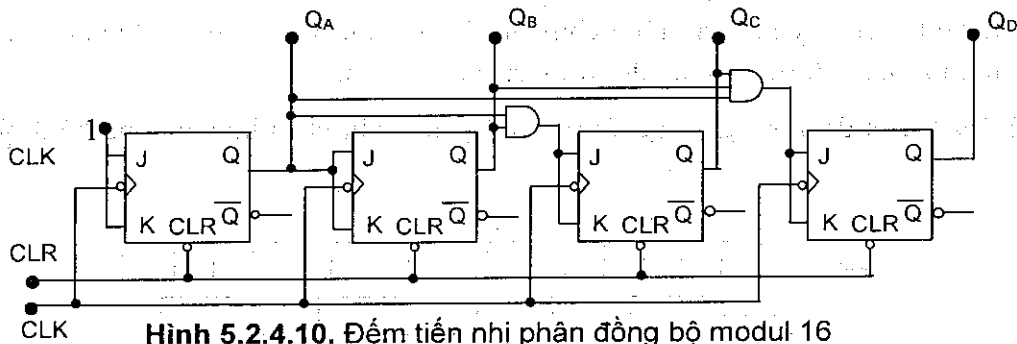 QA QB QC QD
1
CLK
J Q J Q J Q J Q
K CLR Q K CLR Q K CLR Q K CLR Q
CLR
CLK
Hình 5.2.4.10. Đếm tiến nhi phân đồng bộ modul 16